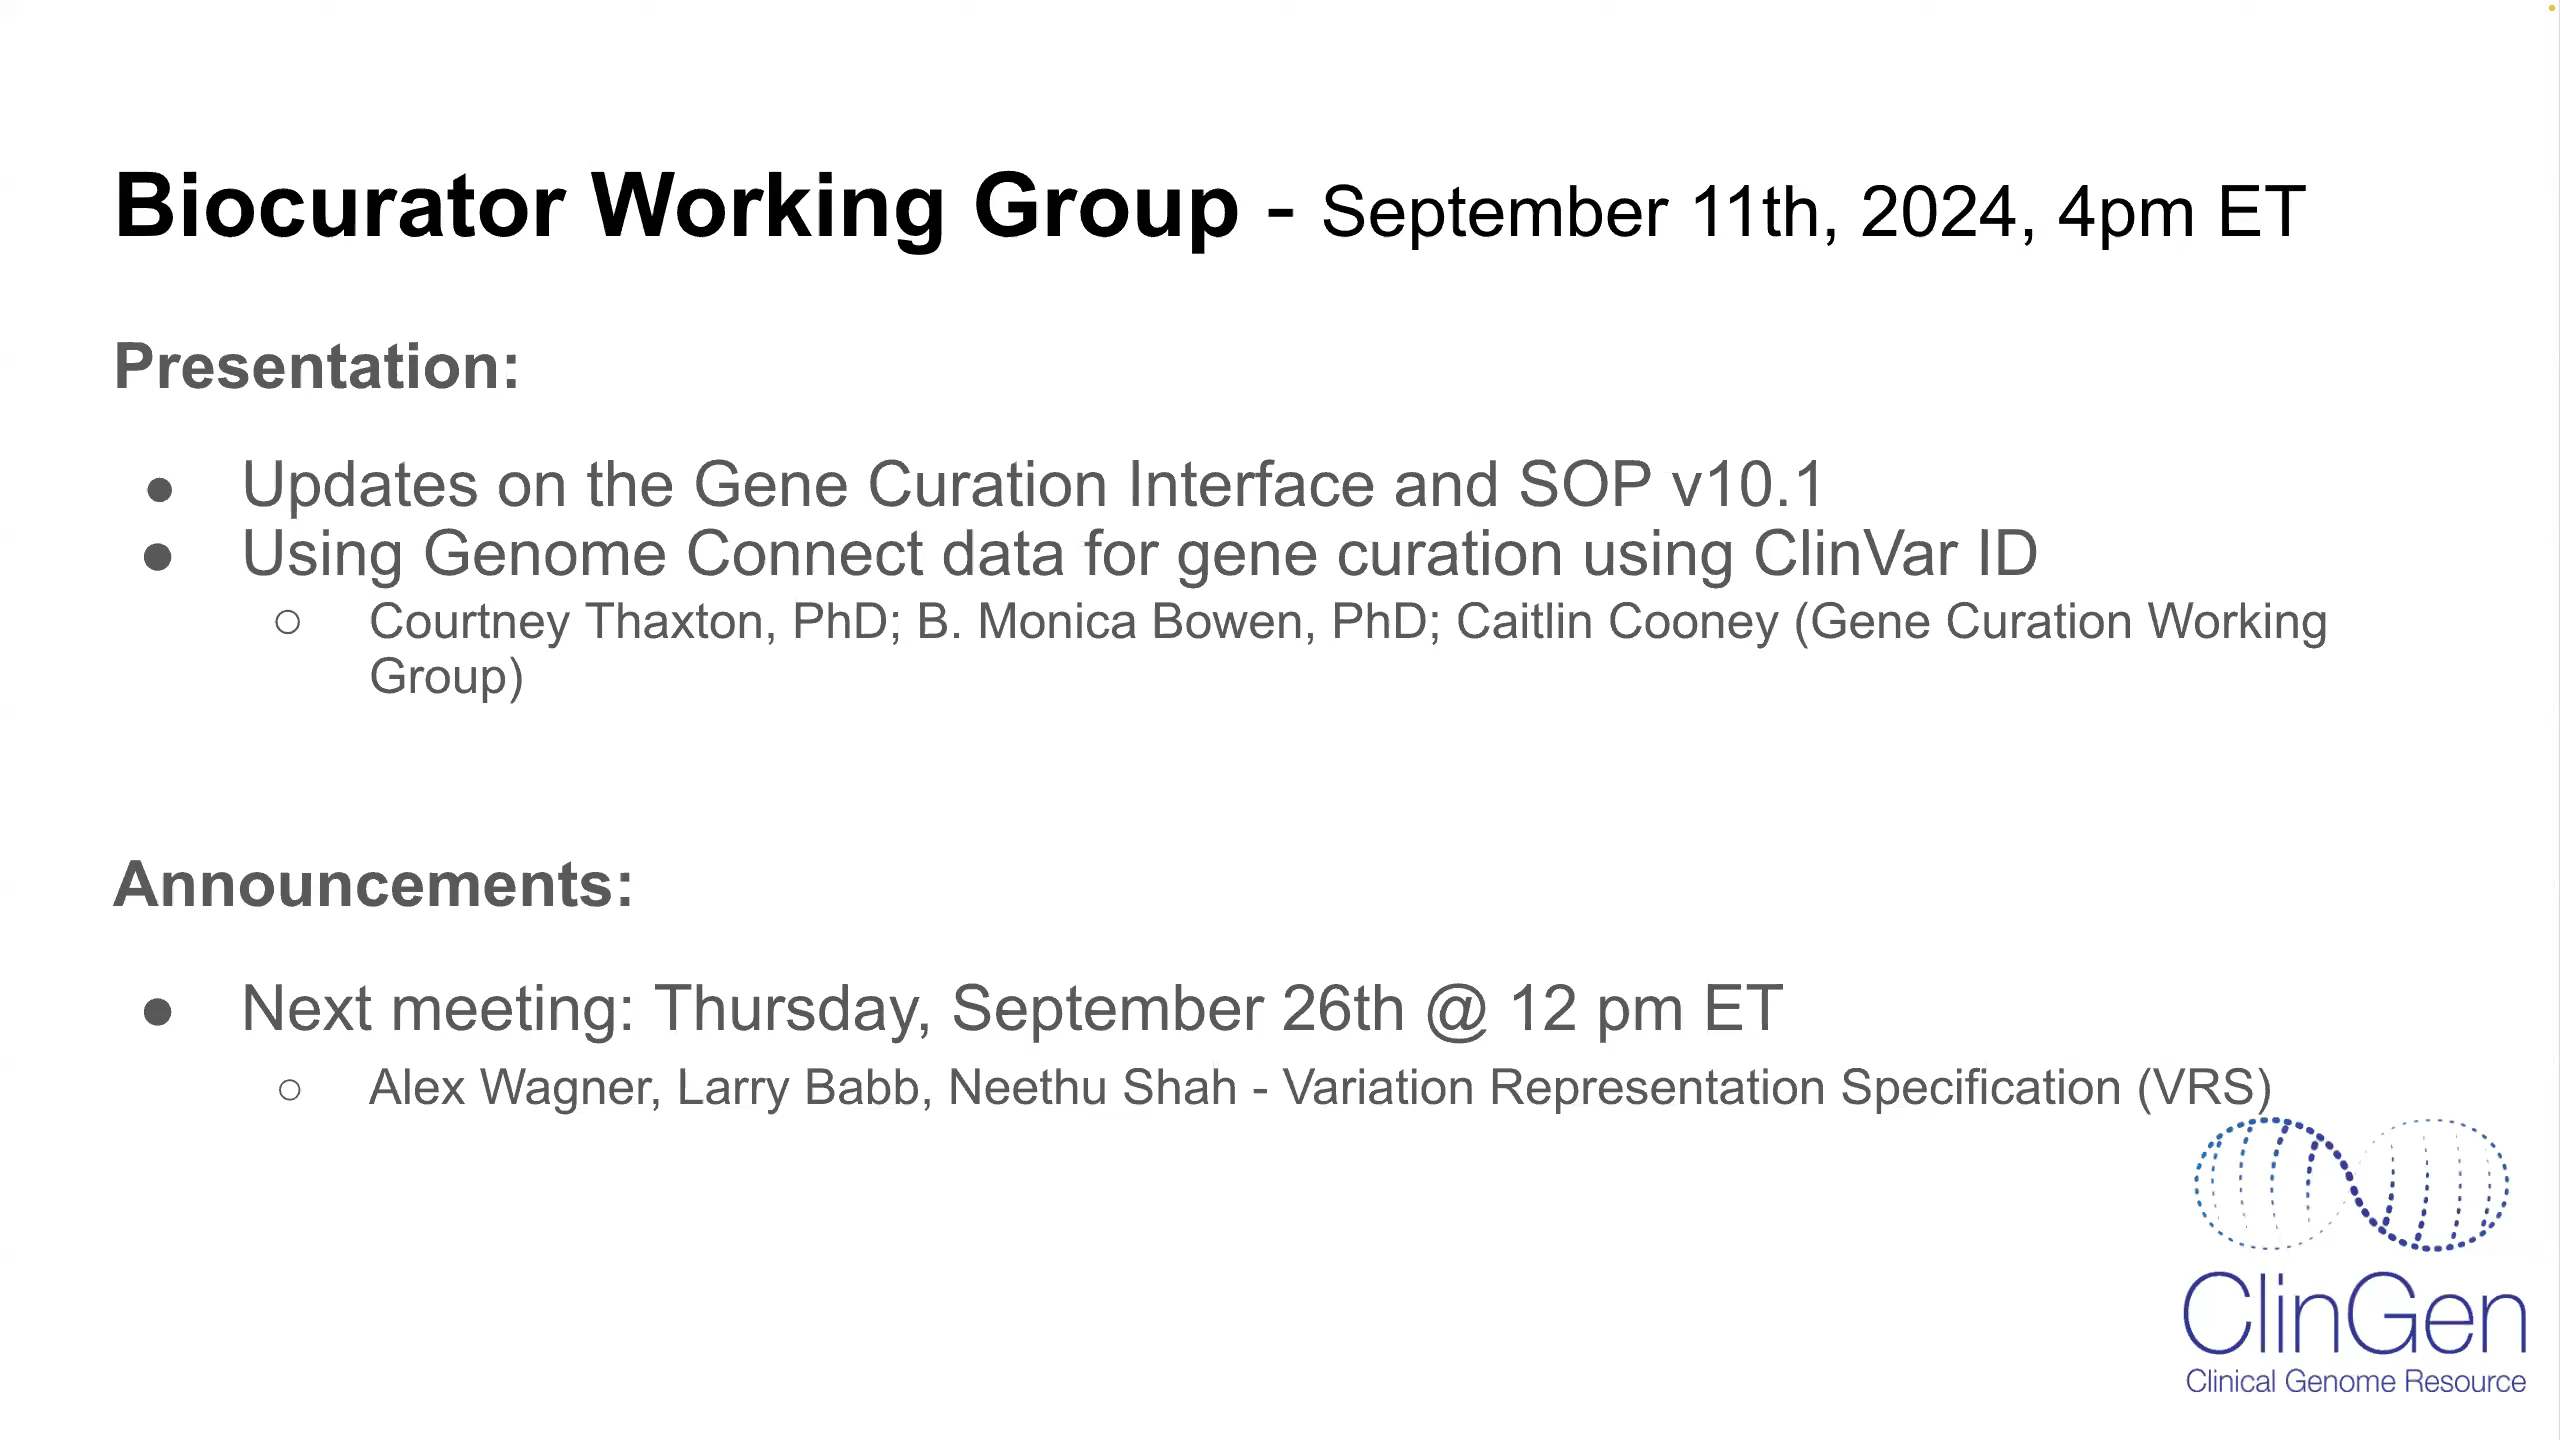 Biocurator Working Group - September 11th, 2024, 4pm ET
Presentation:
● Updates on the Gene Curation Interface and SOP v10.1
● Using Genome Connect data for gene curation using ClinVar ID
○ Courtney Thaxton, PhD; B. Monica Bowen, PhD; Caitlin Cooney (Gene Curation Working
Group)
Announcements:
● Next meeting: Thursday, September 26th @ 12 pm ET
○ Alex Wagner, Larry Babb, Neethu Shah - Variation Representation Specification (VRS)
ClinGen
Clinical Genome Resource